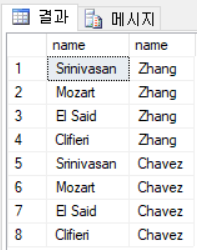 결과 메시지
name name
1 Srinivasan Zhang
2 Mozart Zhang
3 El Said Zhang
4 Clifieri Zhang
5 Srinivasan Chavez
6 Mozart Chavez
7 El Said Chavez
8 Clifieri Chavez